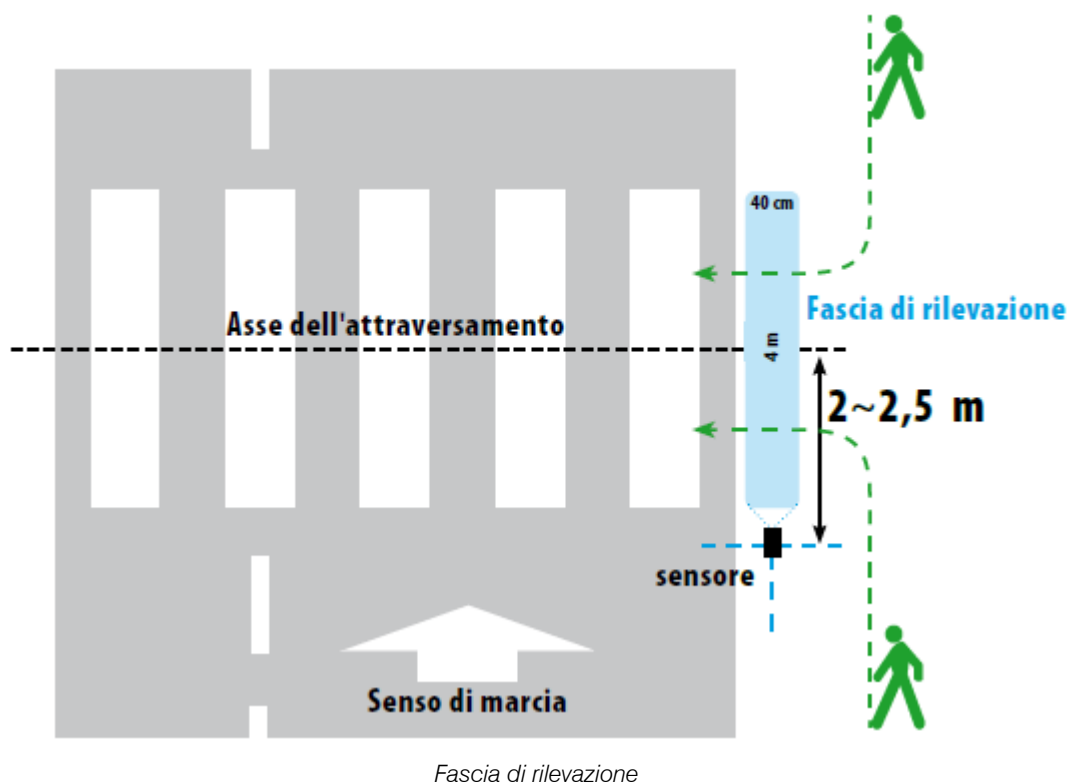 40 cm
Fascia di rilevazione
Asse dell'attraversamento
4 m
2~2,5 m
sensore
Senso di marcia
Fascia di rilevazione